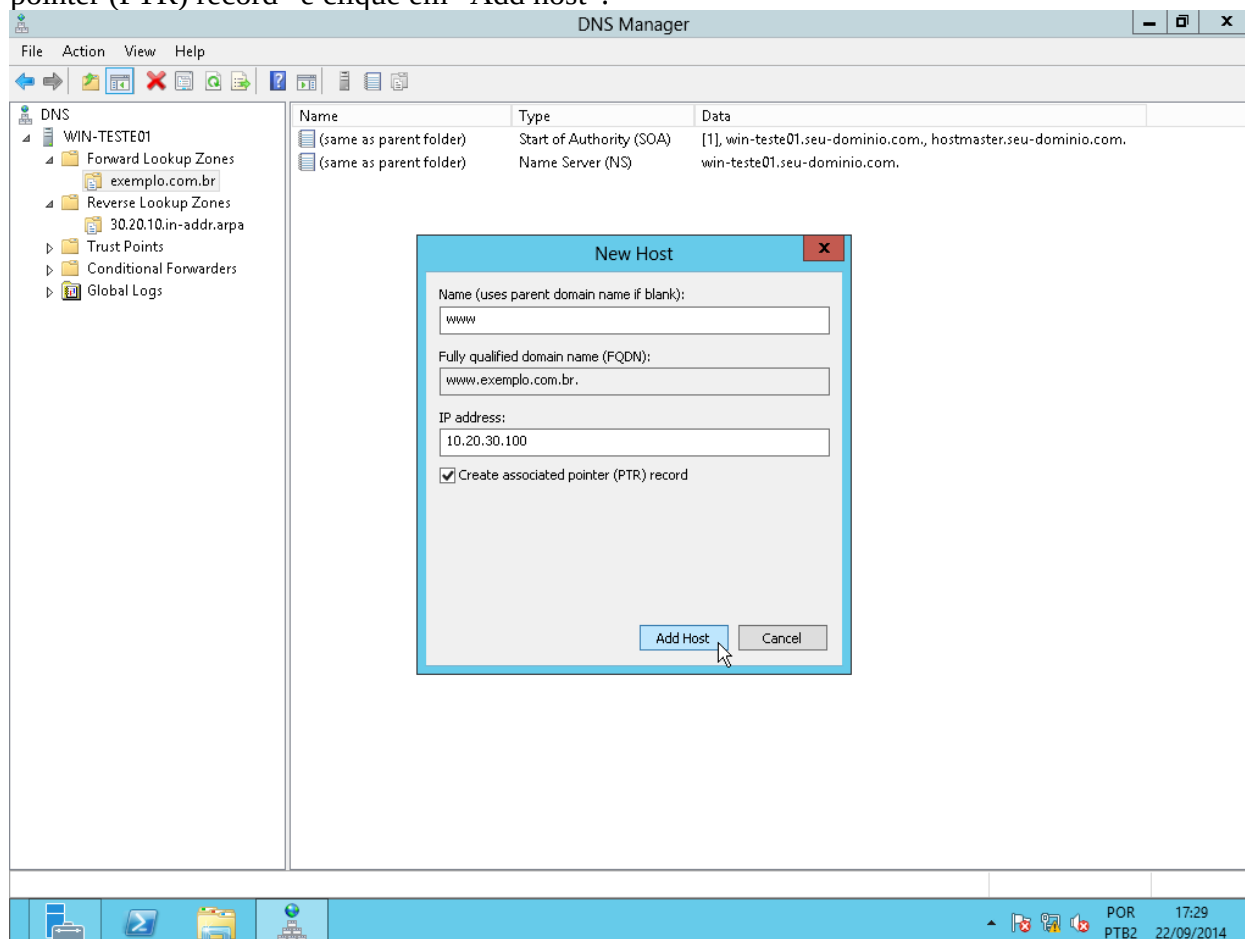 pointer (PTR) record" e clique em "Add host".
DNS Manager
File Action View Help
DNS
WIN-TESTE01
Forward Lookup Zones
exemplo.com.br
Reverse Lookup Zones
30.20.10.in-addr.arpa
Trust Points
Conditional Forwarders
Global Logs
Name Type Data
(same as parent folder) Start of Authority (SOA) [1], win-teste01.seu-dominio.com., hostmaster.seu-dominio.com.
(same as parent folder) Name Server (NS) win-teste01.seu-dominio.com.
New Host
Name (uses parent domain name if blank):
www
Fully qualified domain name (FQDN):
www.exemplo.com.br.
IP address:
10.20.30.100
Create associated pointer (PTR) record
Add Host Cancel
POR 17:29
PTB2 22/09/2014